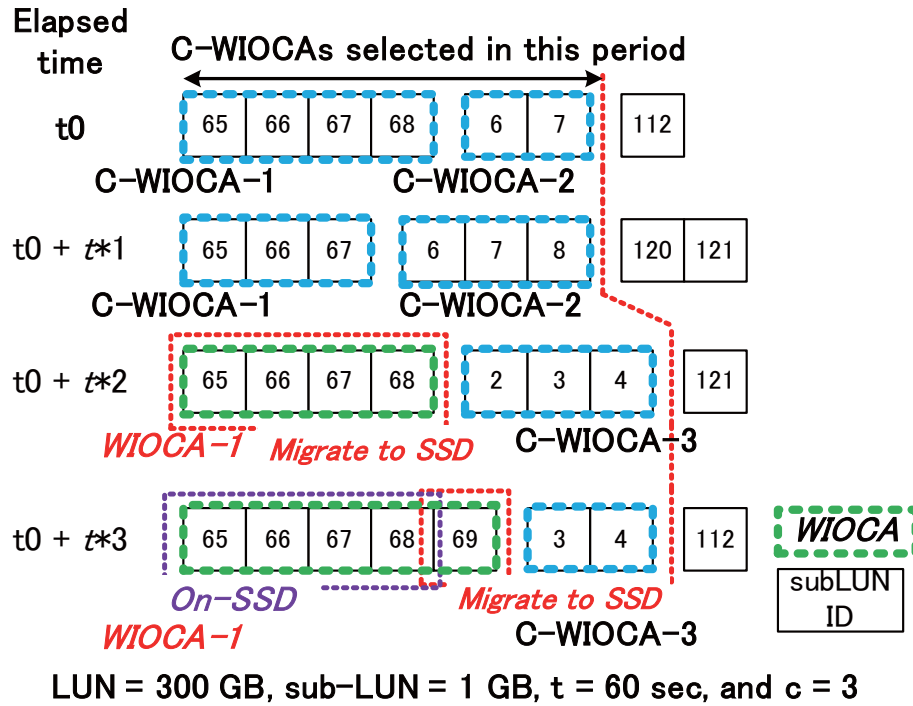 Elapsed
time
C-WIOCAs selected in this period
t0
65 66 67 68 6 7 112
C-WIOCA-1 C-WIOCA-2
t0 + t*1
65 66 67 6 7 8 120 121
C-WIOCA-1 C-WIOCA-2
t0 + t*2
65 66 67 68 2 3 4 121
WIOCA-1 Migrate to SSD C-WIOCA-3
t0 + t*3
65 66 67 68 69 3 4 112
On-SSD Migrate to SSD
WIOCA-1 C-WIOCA-3
WIOCA
subLUN
ID
LUN = 300 GB, sub-LUN = 1 GB, t = 60 sec, and c = 3